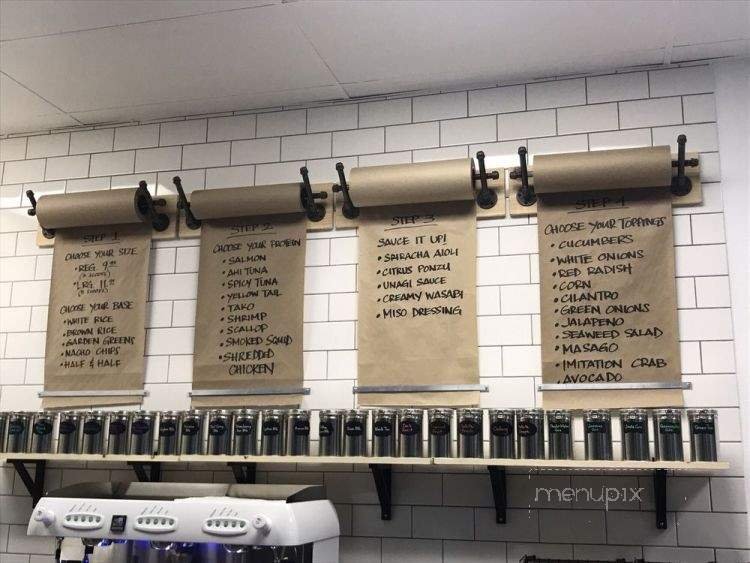 STEP 1
CHOOSE YOUR SIZE
• REG 9.
• LRG 11.
CHOOSE YOUR BASE
• WHITE RICE
• BROWN RICE
• GARDEN GREENS
• NACHO CHIPS
• HALF & HALF
STEP 2
CHOOSE YOUR PROTEIN
• SALMON
• AHI TUNA
• SPICY TUNA
• YELLOW TAIL
• TAKO
• SHRIMP
• SCALLOP
• SMOKED SQUID
• SHREDDED
CHICKEN
STEP 3
SAUCE IT UP!
• SRIRACHA AIOLI
• CITRUS PONZU
• UNAGI SAUCE
• CREAMY WASABI
• MISO DRESSING
STEP 4
CHOOSE YOUR TOPPINGS
• CUCUMBERS
• WHITE ONIONS
• RED RADISH
• CORN
• CILANTRO
• GREEN ONIONS
• JALAPENO
• SEAWEED SALAD
• MASAGO
• IMITATION CRAB
• AVOCADO
menupix